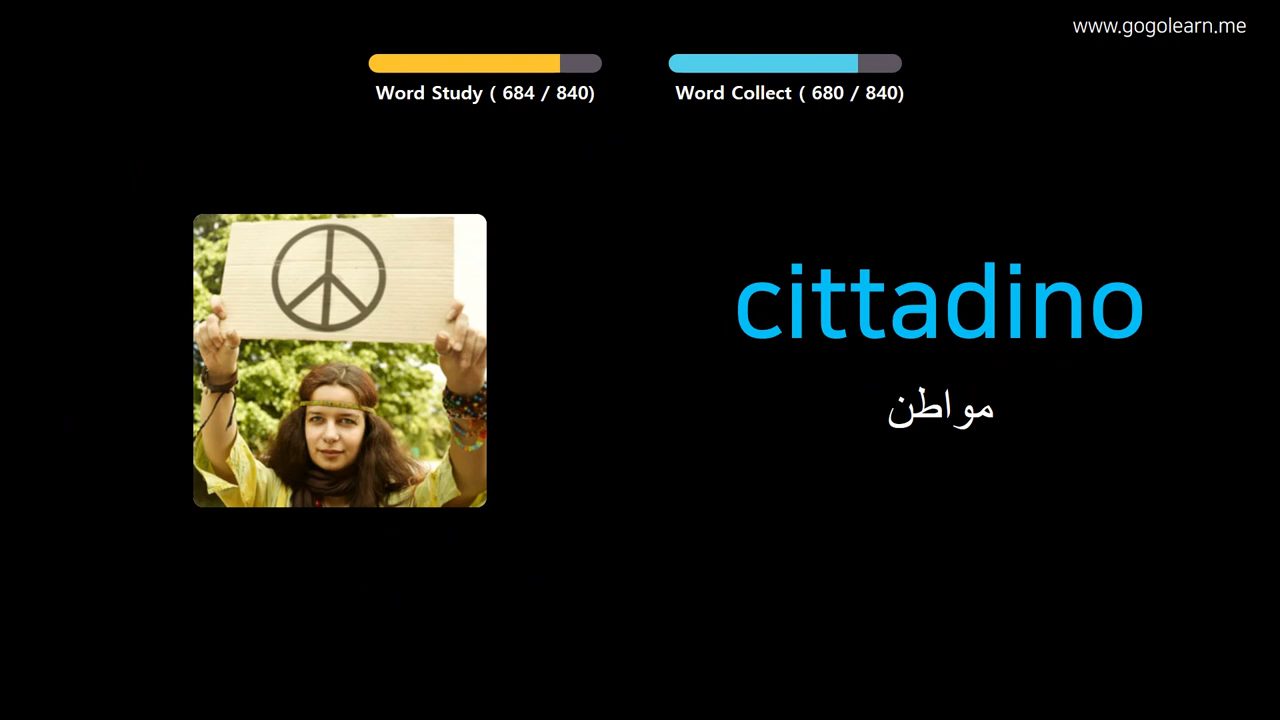 www.gogolearn.me
Word Study ( 684 / 840)
Word Collect ( 680 / 840)
cittadino
مواطن